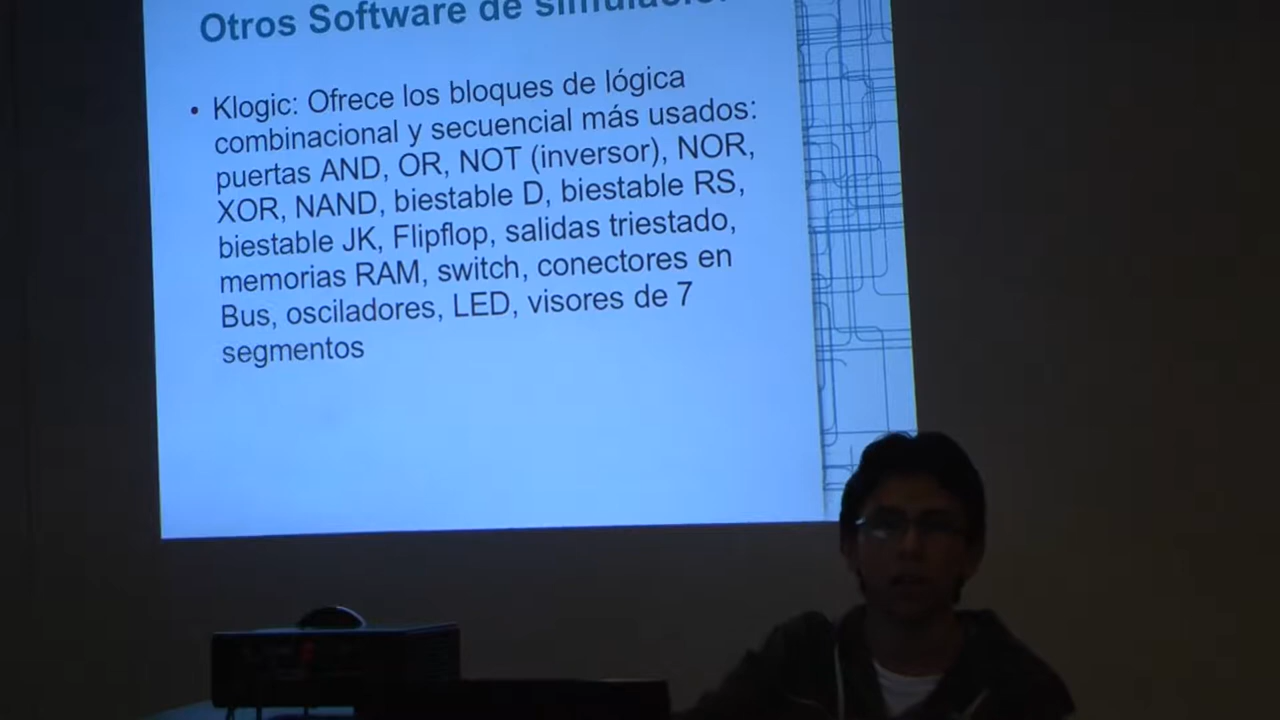 Otros Software de simulación
• Klogic: Ofrece los bloques de lógica
combinacional y secuencial más usados:
puertas AND, OR, NOT (inversor), NOR,
XOR, NAND, biestable D, biestable RS,
biestable JK, Flipflop, salidas triestado,
memorias RAM, switch, conectores en
Bus, osciladores, LED, visores de 7
segmentos